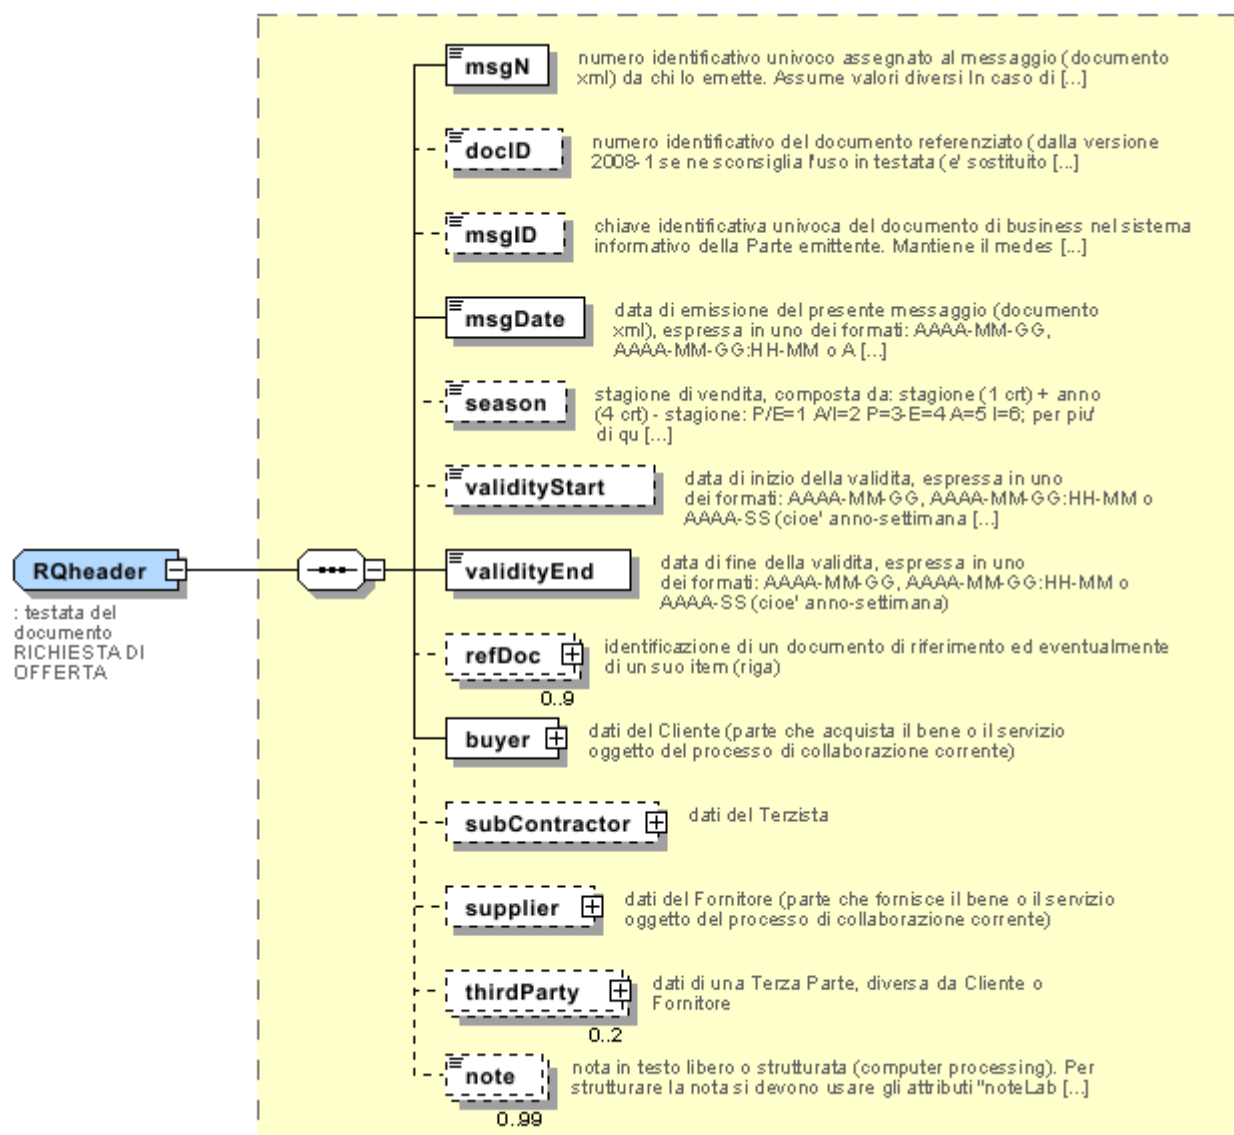 msgN
numero identificativo univoco assegnato al messaggio (documento
xml) da chi lo emette. Assume valori diversi In caso di [...]
docID
numero identificativo del documento referenziato (dalla versione
2008-1 se ne sconsiglia l'uso in testata (e' sostituito [...]
msgID
chiave identificativa univoca del documento di business nel sistema
informativo della Parte emittente. Mantiene il medes [...]
msgDate
data di emissione del presente messaggio (documento
xml), espressa in uno dei formati: AAAA-MM-GG,
AAAA-MM-GG:HH-MM o A [...]
season
stagione di vendita, composta da: stagione (1 crt) + anno
(4 crt) - stagione: P/E=1 A/I=2 P=3-E=4 A=5 I=6; per piu'
di qu [...]
validityStart
data di inizio della validita, espressa in uno
dei formati: AAAA-MM-GG, AAAA-MM-GG:HH-MM o
AAAA-SS (cioe' anno-settimana [...]
RQheader
: testata del
documento
RICHIESTA DI
OFFERTA
validityEnd
data di fine della validita, espressa in uno
dei formati: AAAA-MM-GG, AAAA-MM-GG:HH-MM o
AAAA-SS (cioe' anno-settimana)
refDoc
identificazione di un documento di riferimento ed eventualmente
di un suo item (riga)
0..9
buyer
dati del Cliente (parte che acquista il bene o il servizio
oggetto del processo di collaborazione corrente)
subContractor
dati del Terzista
supplier
dati del Fornitore (parte che fornisce il bene o il servizio
oggetto del processo di collaborazione corrente)
thirdParty
dati di una Terza Parte, diversa da Cliente o
Fornitore
0..2
note
nota in testo libero o strutturata (computer processing). Per
strutturare la nota si devono usare gli attributi "noteLab [...]
0..99